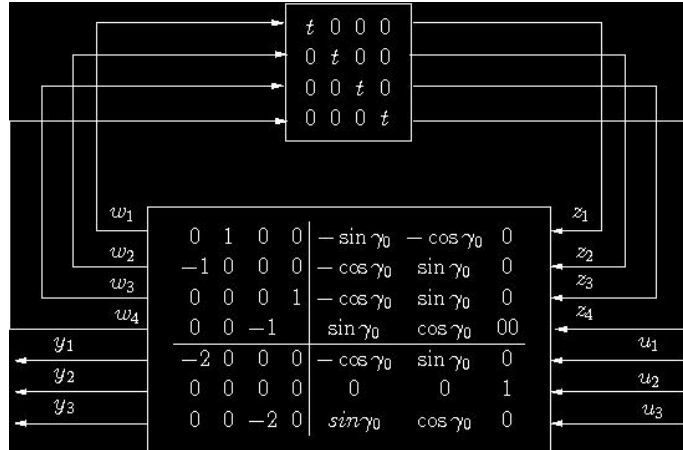 t 0 0 0
0 t 0 0
0 0 t 0
0 0 0 t
w₁ z₁
0 1 0 0 − sin γ₀ − cos γ₀ 0
w₂ z₂
−1 0 0 0 − cos γ₀ sin γ₀ 0
w₃ z₃
0 0 0 1 − cos γ₀ sin γ₀ 0
w₄ z₄
0 0 −1 sin γ₀ cos γ₀ 00
y₁ u₁
−2 0 0 0 − cos γ₀ sin γ₀ 0
y₂ u₂
0 0 0 0 0 0 1
y₃ u₃
0 0 −2 0 sinγ₀ cos γ₀ 0